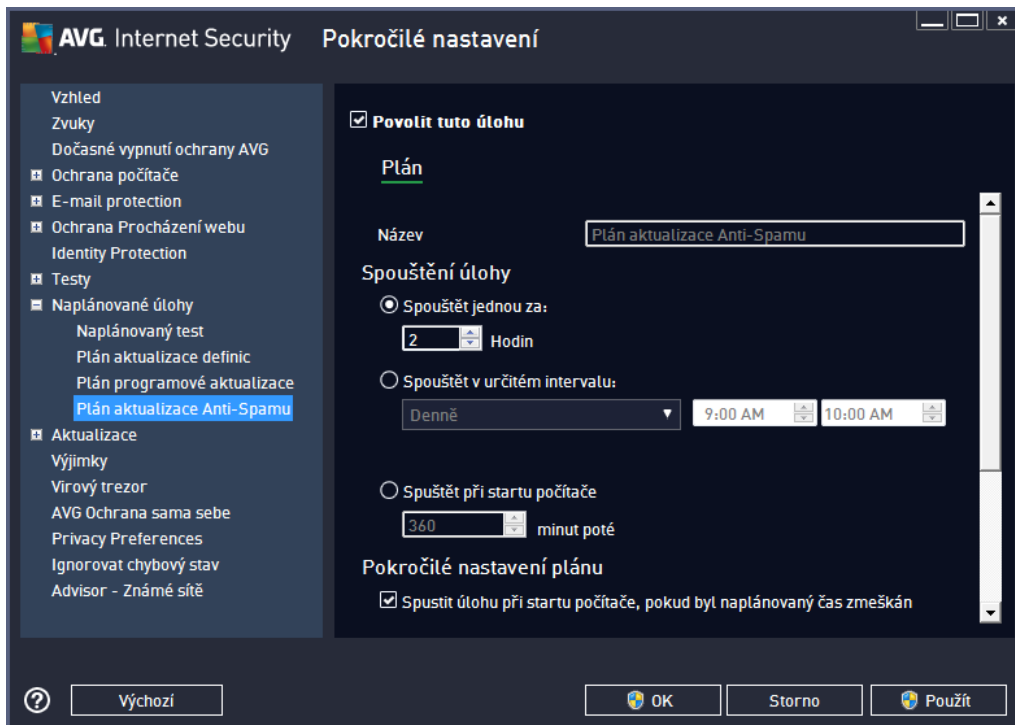 AVG. Internet Security Pokročilé nastavení
Vzhled
Zvuky
Dočasné vypnutí ochrany AVG
Ochrana počítače
E-mail protection
Ochrana Procházení webu
Identity Protection
Testy
Naplánované úlohy
Naplánovaný test
Plán aktualizace definic
Plán programové aktualizace
Plán aktualizace Anti-Spamu
Aktualizace
Výjimky
Virový trezor
AVG Ochrana sama sebe
Privacy Preferences
Ignorovat chybový stav
Advisor - Známé sítě
Povolit tuto úlohu
Plán
Název Plán aktualizace Anti-Spamu
Spouštění úlohy
Spouštět jednou za:
2 Hodin
Spouštět v určitém intervalu:
Denně 9:00 AM 10:00 AM
Spuštět při startu počítače
360 minut poté
Pokročilé nastavení plánu
Spustit úlohu při startu počítače, pokud byl naplánovaný čas zmeškán
? Výchozí OK Storno Použít